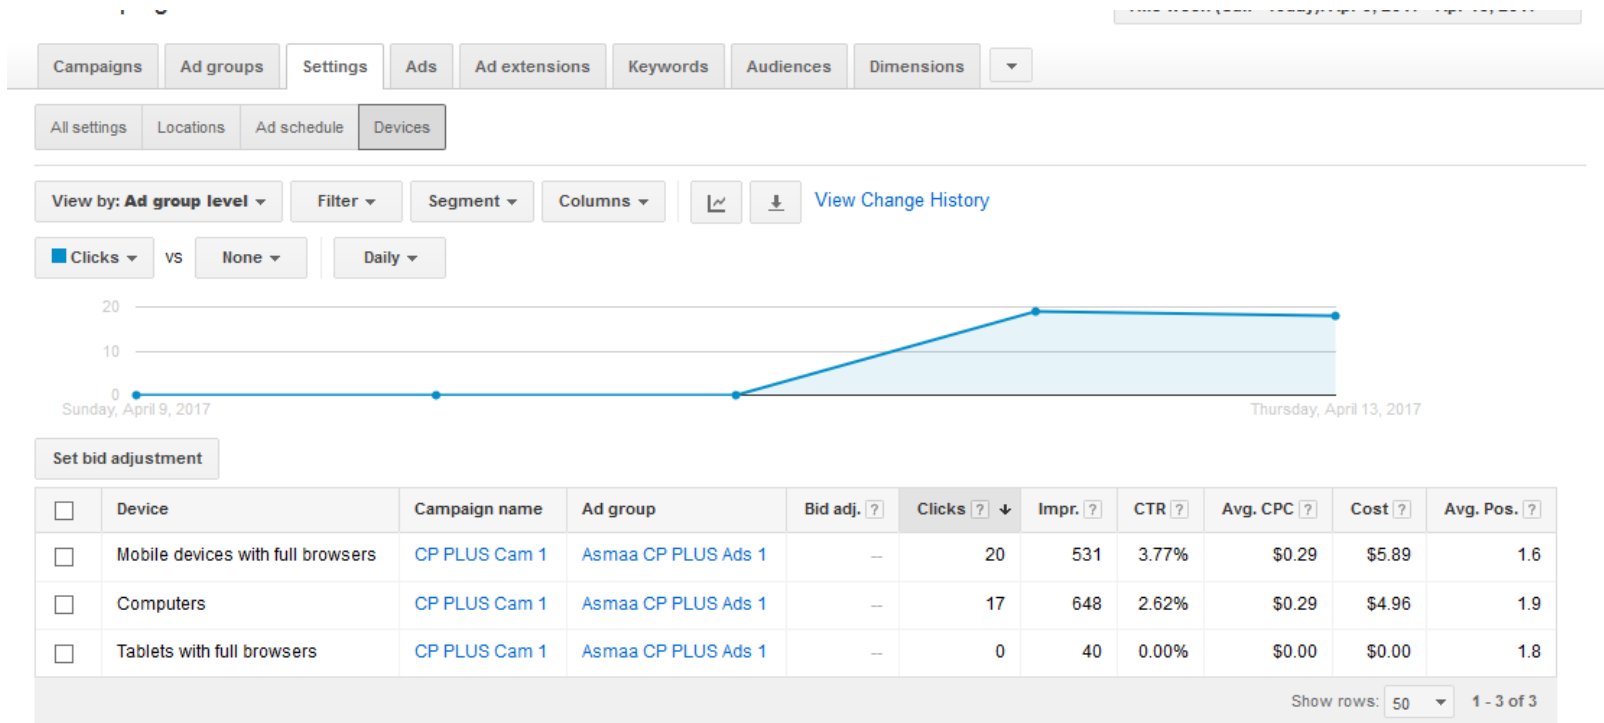 Campaigns Ad groups Settings Ads Ad extensions Keywords Audiences Dimensions
All settings Locations Ad schedule Devices
View by: Ad group level Filter Segment Columns View Change History
Clicks vs None Daily
20
10
0
Sunday, April 9, 2017 Thursday, April 13, 2017
Set bid adjustment
Device Campaign name Ad group Bid adj. ? Clicks ? Impr. ? CTR ? Avg. CPC ? Cost ? Avg. Pos. ?
Mobile devices with full browsers CP PLUS Cam 1 Asmaa CP PLUS Ads 1 -- 20 531 3.77% $0.29 $5.89 1.6
Computers CP PLUS Cam 1 Asmaa CP PLUS Ads 1 -- 17 648 2.62% $0.29 $4.96 1.9
Tablets with full browsers CP PLUS Cam 1 Asmaa CP PLUS Ads 1 -- 0 40 0.00% $0.00 $0.00 1.8
Show rows: 50 1 - 3 of 3